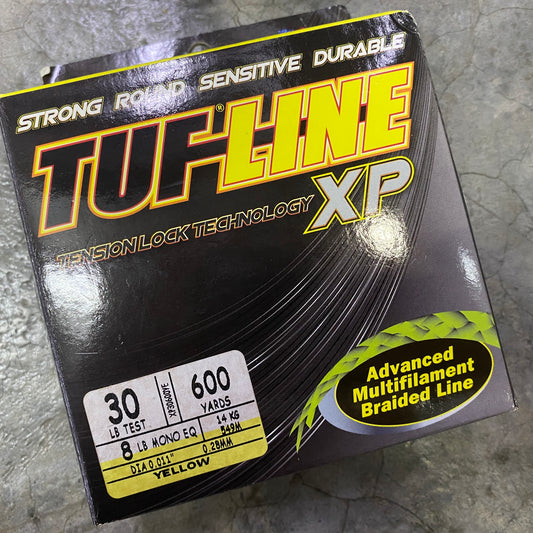 STRONG ROUND SENSITIVE DURABLE
TUF-LINE®
XP
TENSION LOCK TECHNOLOGY
Advanced
Multifilament
Braided Line
30
LB TEST
XP30600YE
600
YARDS
8 LB MONO EQ
14 KG
549M
DIA 0.011" 0.28MM
YELLOW